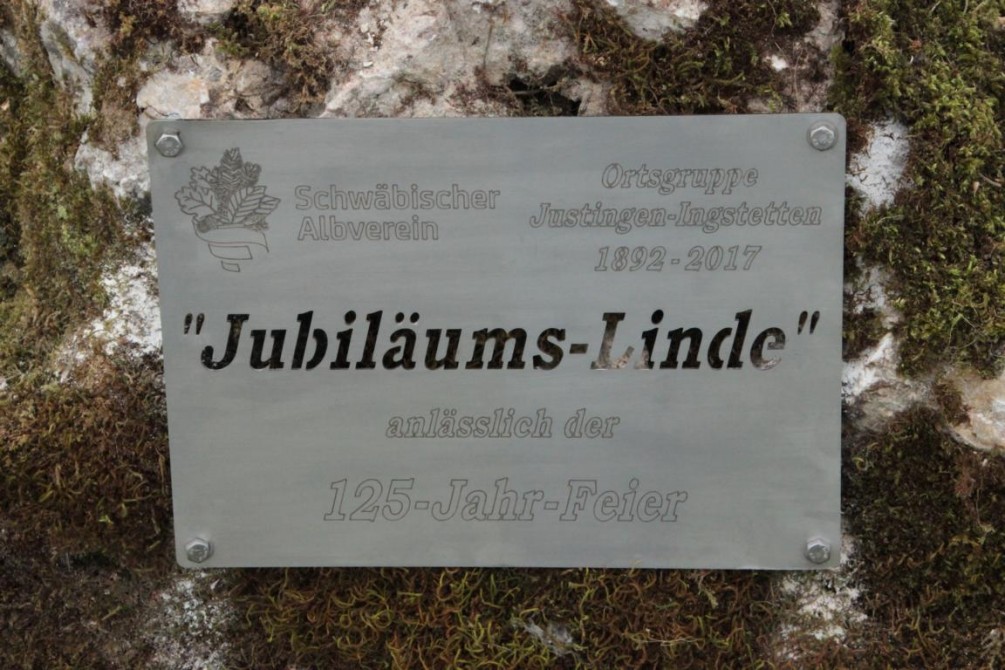 Schwäbischer
Albverein
Ortsgruppe
Justingen-Ingstetten
1892 - 2017
"Jubiläums-Linde"
anlässlich der
125-Jahr-Feier